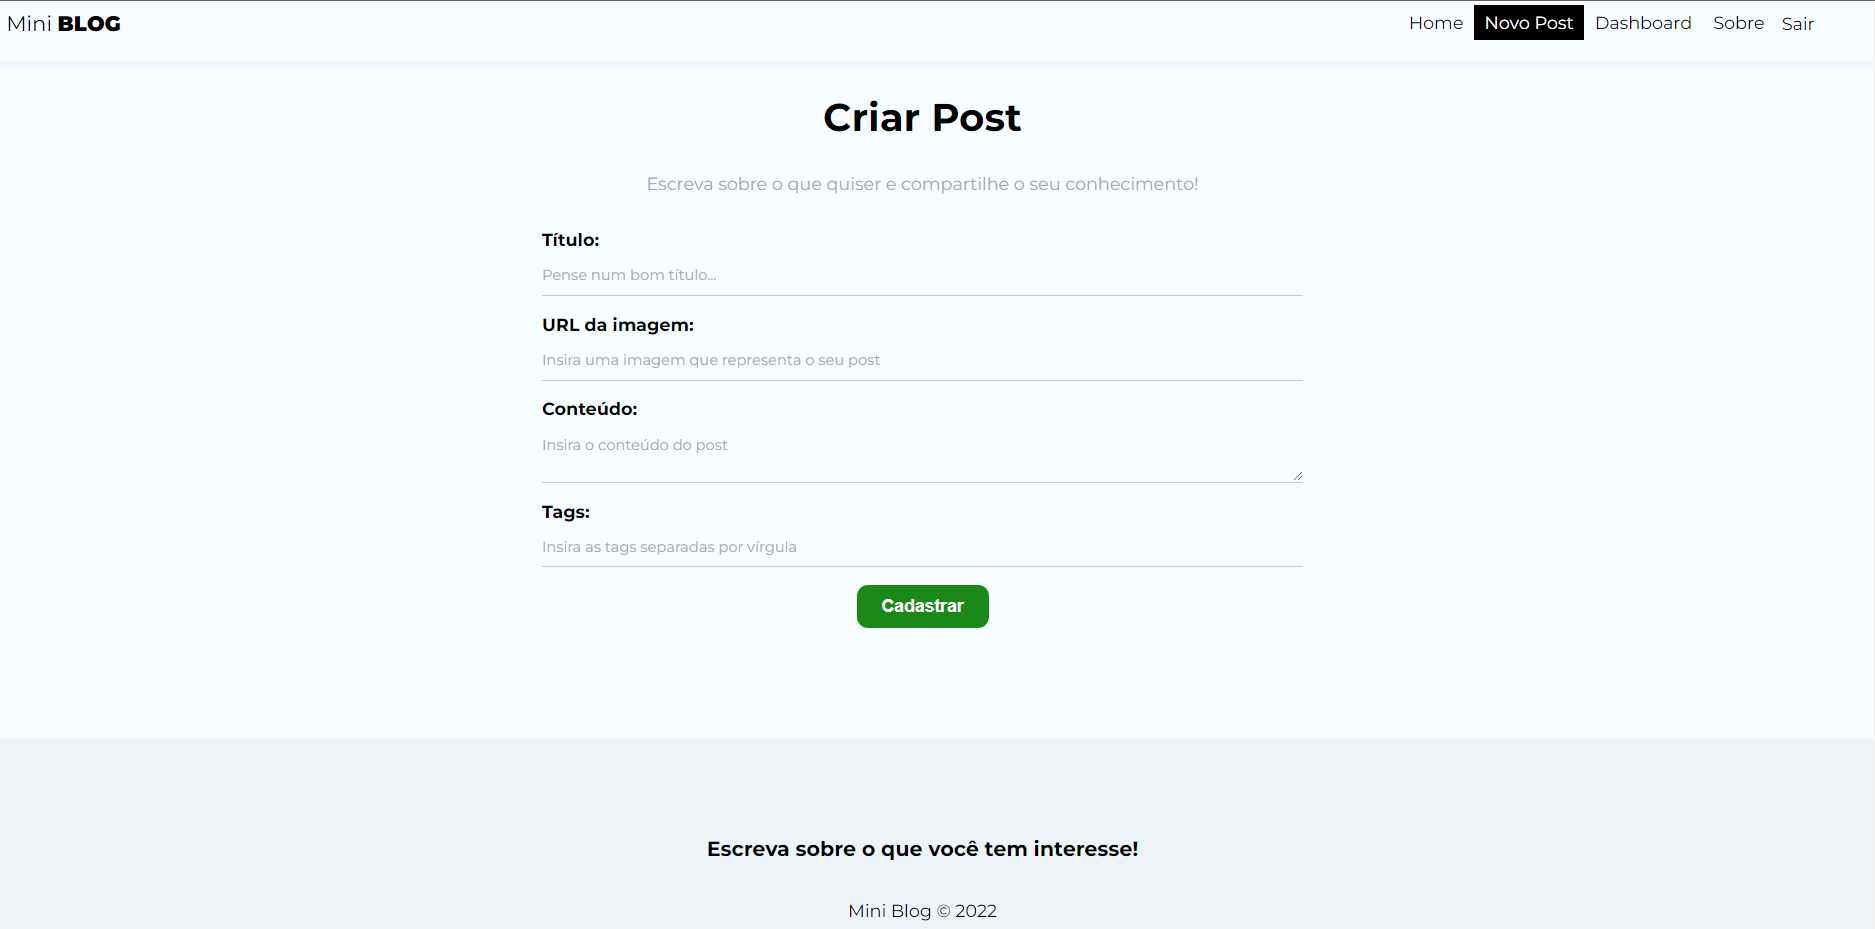 Mini BLOG
Home Novo Post Dashboard Sobre Sair
Criar Post
Escreva sobre o que quiser e compartilhe o seu conhecimento!
Título:
Pense num bom título...
URL da imagem:
Insira uma imagem que representa o seu post
Conteúdo:
Insira o conteúdo do post
Tags:
Insira as tags separadas por vírgula
Cadastrar
Escreva sobre o que você tem interesse!
Mini Blog © 2022